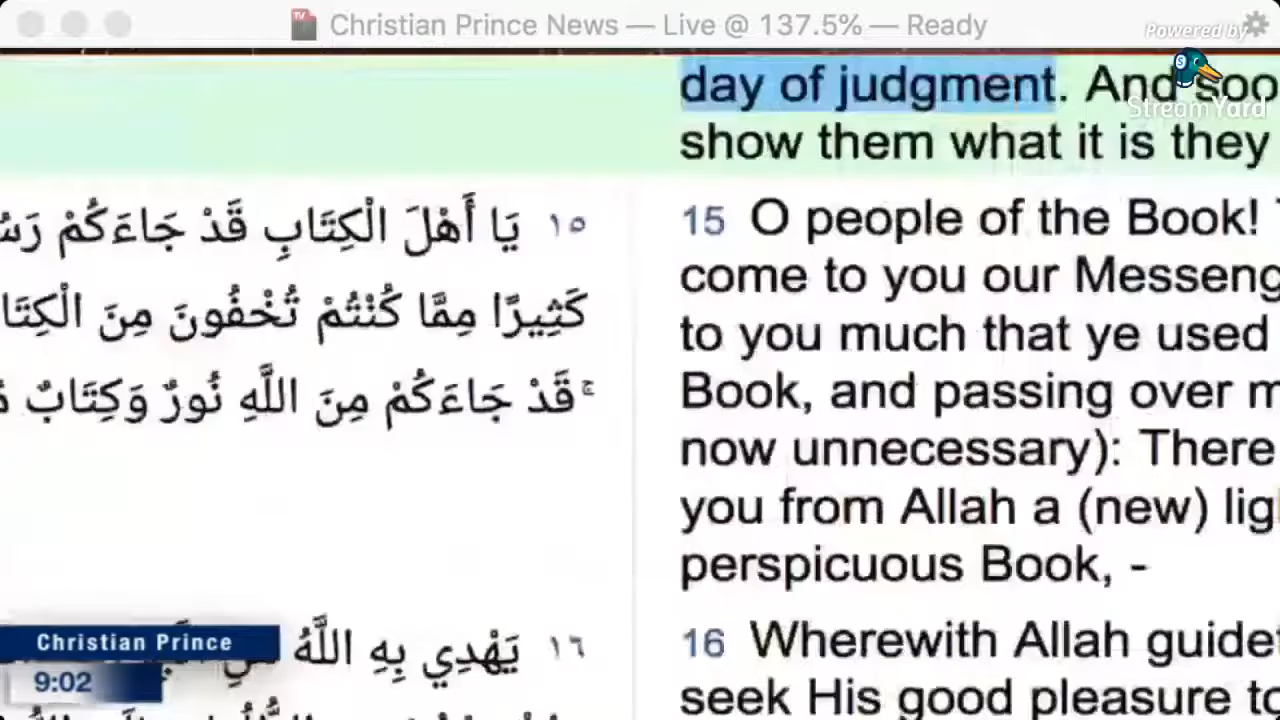 Christian Prince News — Live @ 137.5% — Ready
Powered by
StreamYard
day of judgment. And soo
show them what it is they
١٥ يَا أَهْلَ الْكِتَابِ قَدْ جَاءَكُمْ رَسُ
كَثِيرًا مِمَّا كُنْتُمْ تُخْفُونَ مِنَ الْكِتَا
ۚ قَدْ جَاءَكُمْ مِنَ اللَّهِ نُورٌ وَكِتَابٌ
15 O people of the Book!
come to you our Messeng
to you much that ye used
Book, and passing over m
now unnecessary): There
you from Allah a (new) lig
perspicuous Book, -
١٦ يَهْدِي بِهِ اللَّهُ
16 Wherewith Allah guide
seek His good pleasure to
Christian Prince
9:02